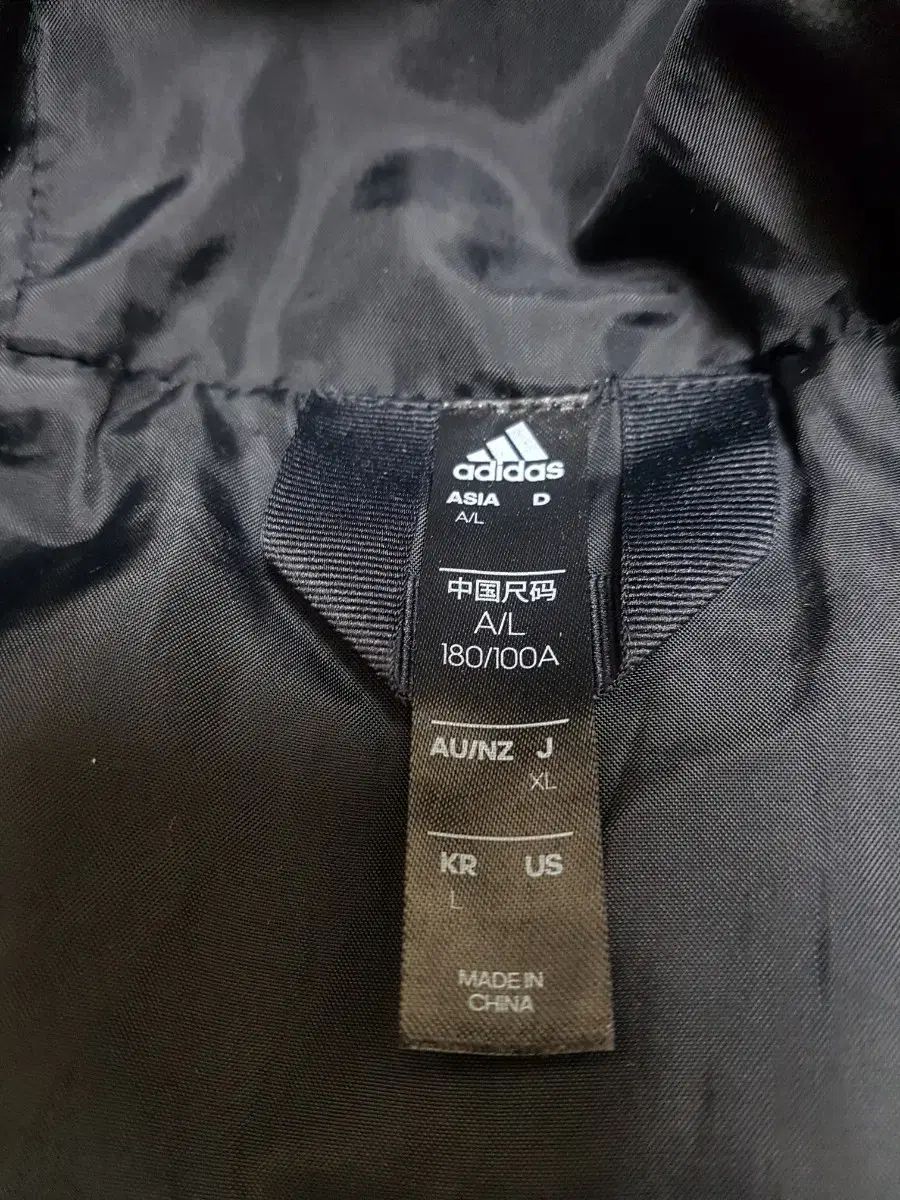 adidas
ASIA D
A/L
中国尺码
A/L
180/100A
AU/NZ J
XL
KR US
L
MADE IN
CHINA